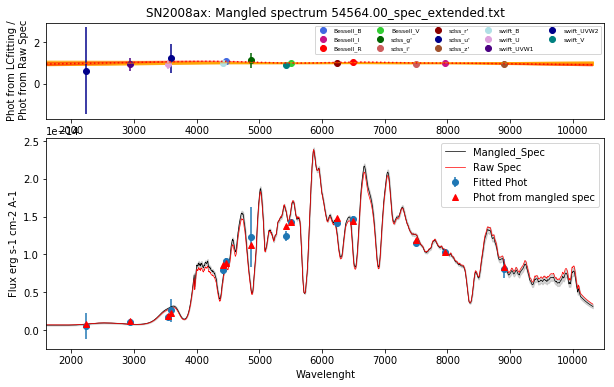 SN2008ax: Mangled spectrum 54564.00_spec_extended.txt
Phot from LCfitting /
Phot from Raw Spec
2
1
0
Bessell_B
Bessell_I
Bessell_R
Bessell_V
sdss_g'
sdss_i'
sdss_r'
sdss_u'
sdss_z'
swift_B
swift_U
swift_UVW1
swift_UVW2
swift_V
2000 3000 4000 5000 6000 7000 8000 9000 10000
1e−14
Flux erg s-1 cm-2 A-1
2.5
2.0
1.5
1.0
0.5
0.0
Mangled_Spec
Raw Spec
Fitted Phot
Phot from mangled spec
2000 3000 4000 5000 6000 7000 8000 9000 10000
Wavelenght